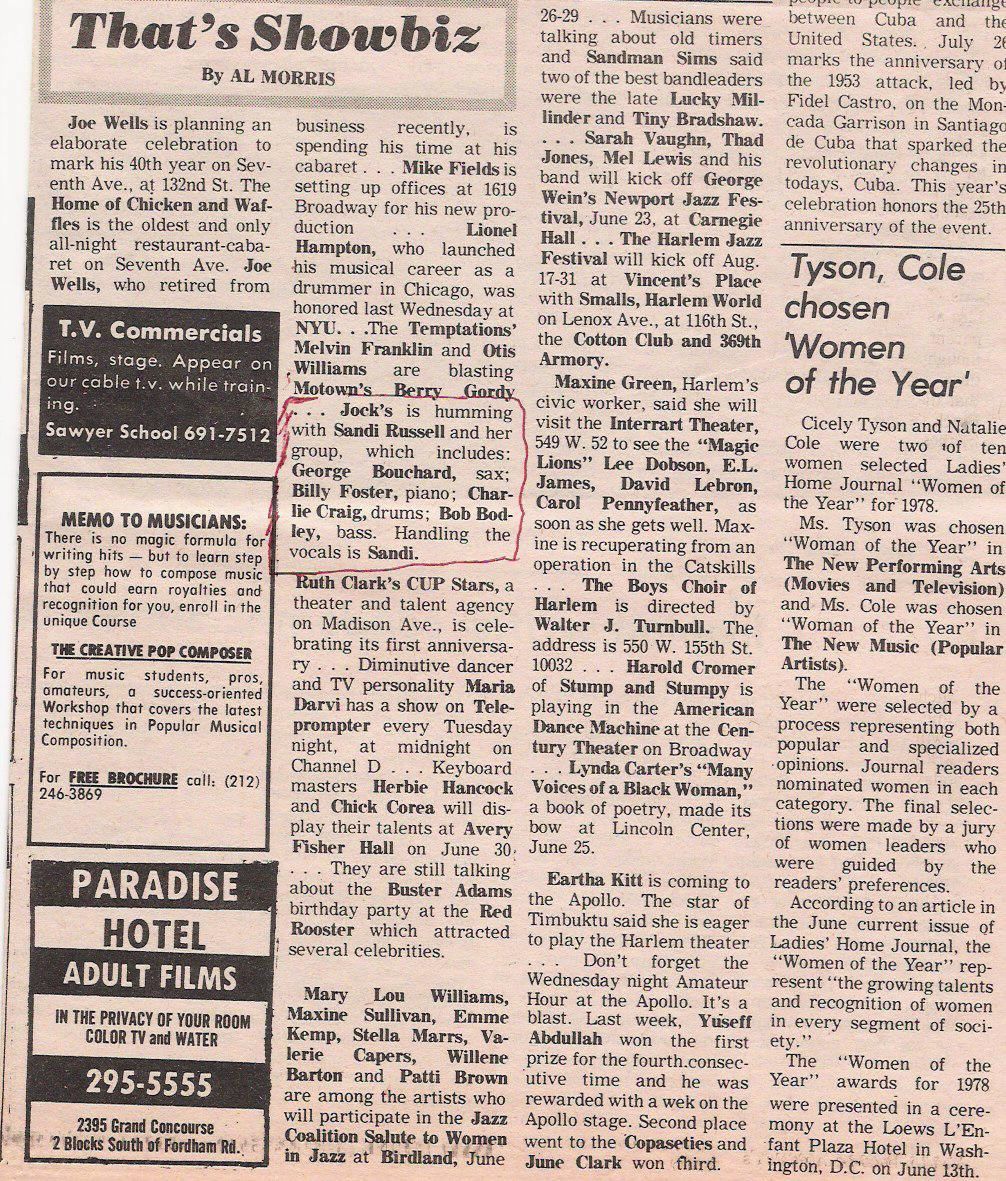 That's Showbiz
By AL MORRIS
Joe Wells is planning an
elaborate celebration to
mark his 40th year on Sev-
enth Ave., at 132nd St. The
Home of Chicken and Waf-
fles is the oldest and only
all-night restaurant-caba-
ret on Seventh Ave. Joe
Wells, who retired from
T.V. Commercials
Films, stage. Appear on
our cable t.v. while train-
ing.
Sawyer School 691-7512
MEMO TO MUSICIANS:
There is no magic formula for
writing hits — but to learn step
by step how to compose music
that could earn royalties and
recognition for you, enroll in the
unique Course
THE CREATIVE POP COMPOSER
For music students, pros,
amateurs, a success-oriented
Workshop that covers the latest
techniques in Popular Musical
Composition.
For FREE BROCHURE call: (212)
246-3869
PARADISE
HOTEL
ADULT FILMS
IN THE PRIVACY OF YOUR ROOM
COLOR TV and WATER
295-5555
2395 Grand Concourse
2 Blocks South of Fordham Rd.
business recently, is
spending his time at his
cabaret . . . Mike Fields is
setting up offices at 1619
Broadway for his new pro-
duction . . . Lionel
Hampton, who launched
his musical career as a
drummer in Chicago, was
honored last Wednesday at
NYU. . .The Temptations'
Melvin Franklin and Otis
Williams are blasting
Motown's Berry Gordy
. . . Jock's is humming
with Sandi Russell and her
group, which includes:
George Bouchard, sax;
Billy Foster, piano; Char-
lie Craig, drums; Bob Bod-
ley, bass. Handling the
vocals is Sandi.
Ruth Clark's CUP Stars, a
theater and talent agency
on Madison Ave., is cele-
brating its first anniversa-
ry . . . Diminutive dancer
and TV personality Maria
Darvi has a show on Tele-
prompter every Tuesday
night, at midnight on
Channel D . . . Keyboard
masters Herbie Hancock
and Chick Corea will dis-
play their talents at Avery
Fisher Hall on June 30.
. . . They are still talking
about the Buster Adams
birthday party at the Red
Rooster which attracted
several celebrities.
Mary Lou Williams,
Maxine Sullivan, Emme
Kemp, Stella Marrs, Va-
lerie Capers, Willene
Barton and Patti Brown
are among the artists who
will participate in the Jazz
Coalition Salute to Women
in Jazz at Birdland, June
26-29 . . . Musicians were
talking about old timers
and Sandman Sims said
two of the best bandleaders
were the late Lucky Mil-
linder and Tiny Bradshaw.
. . . Sarah Vaughn, Thad
Jones, Mel Lewis and his
band will kick off George
Wein's Newport Jazz Fes-
tival, June 23, at Carnegie
Hall . . . The Harlem Jazz
Festival will kick off Aug.
17-31 at Vincent's Place
with Smalls, Harlem World
on Lenox Ave., at 116th St.,
the Cotton Club and 369th
Armory.
Maxine Green, Harlem's
civic worker, said she will
visit the Interrart Theater,
549 W. 52 to see the "Magic
Lions" Lee Dobson, E.L.
James, David Lebron,
Carol Pennyfeather, as
soon as she gets well. Max-
ine is recuperating from an
operation in the Catskills
. . . The Boys Choir of
Harlem is directed by
Walter J. Turnbull. The
address is 550 W. 155th St.
10032 . . . Harold Cromer
of Stump and Stumpy is
playing in the American
Dance Machine at the Cen-
tury Theater on Broadway
. . . Lynda Carter's "Many
Voices of a Black Woman,"
a book of poetry, made its
bow at Lincoln Center,
June 25.
Eartha Kitt is coming to
the Apollo. The star of
Timbuktu said she is eager
to play the Harlem theater
. . . Don't forget the
Wednesday night Amateur
Hour at the Apollo. It's a
blast. Last week, Yuseff
Abdullah won the first
prize for the fourth consec-
utive time and he was
rewarded with a wek on the
Apollo stage. Second place
went to the Copaseties and
June Clark won third.
people-to-people exchange
between Cuba and the
United States. July 26
marks the anniversary of
the 1953 attack, led by
Fidel Castro, on the Mon-
cada Garrison in Santiago
de Cuba that sparked the
revolutionary changes in
todays, Cuba. This year's
celebration honors the 25th
anniversary of the event.
Tyson, Cole
chosen
'Women
of the Year'
Cicely Tyson and Natalie
Cole were two of ten
women selected Ladies'
Home Journal "Women of
the Year" for 1978.
Ms. Tyson was chosen
"Woman of the Year" in
The New Performing Arts
(Movies and Television)
and Ms. Cole was chosen
"Woman of the Year" in
The New Music (Popular
Artists).
The "Women of the
Year" were selected by a
process representing both
popular and specialized
opinions. Journal readers
nominated women in each
category. The final selec-
tions were made by a jury
of women leaders who
were guided by the
readers' preferences.
According to an article in
the June current issue of
Ladies' Home Journal, the
"Women of the Year" rep-
resent "the growing talents
and recognition of women
in every segment of soci-
ety."
The "Women of the
Year" awards for 1978
were presented in a cere-
mony at the Loews L'En-
fant Plaza Hotel in Wash-
ington, D.C. on June 13th.